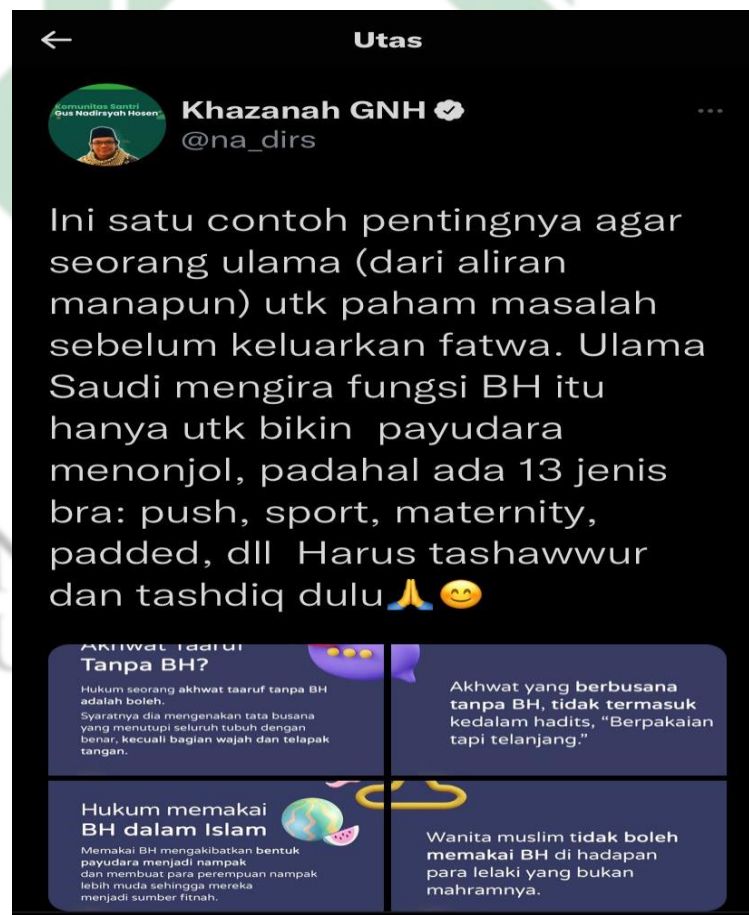 Utas
Komunitas Santri
Gus Nadirsyah Hosen
Khazanah GNH
@na_dirs
Ini satu contoh pentingnya agar
seorang ulama (dari aliran
manapun) utk paham masalah
sebelum keluarkan fatwa. Ulama
Saudi mengira fungsi BH itu
hanya utk bikin payudara
menonjol, padahal ada 13 jenis
bra: push, sport, maternity,
padded, dll Harus tashawwur
dan tashdiq dulu🙏😊
Akhwat Taaruf
Tanpa BH?
Hukum seorang akhwat taaruf tanpa BH
adalah boleh.
Syaratnya dia mengenakan tata busana
yang menutupi seluruh tubuh dengan
benar, kecuali bagian wajah dan telapak
tangan.
Akhwat yang berbusana
tanpa BH, tidak termasuk
kedalam hadits, “Berpakaian
tapi telanjang.”
Hukum memakai
BH dalam Islam
Memakai BH mengakibatkan bentuk
payudara menjadi nampak
dan membuat para perempuan nampak
lebih muda sehingga mereka
menjadi sumber fitnah.
Wanita muslim tidak boleh
memakai BH di hadapan
para lelaki yang bukan
mahramnya.